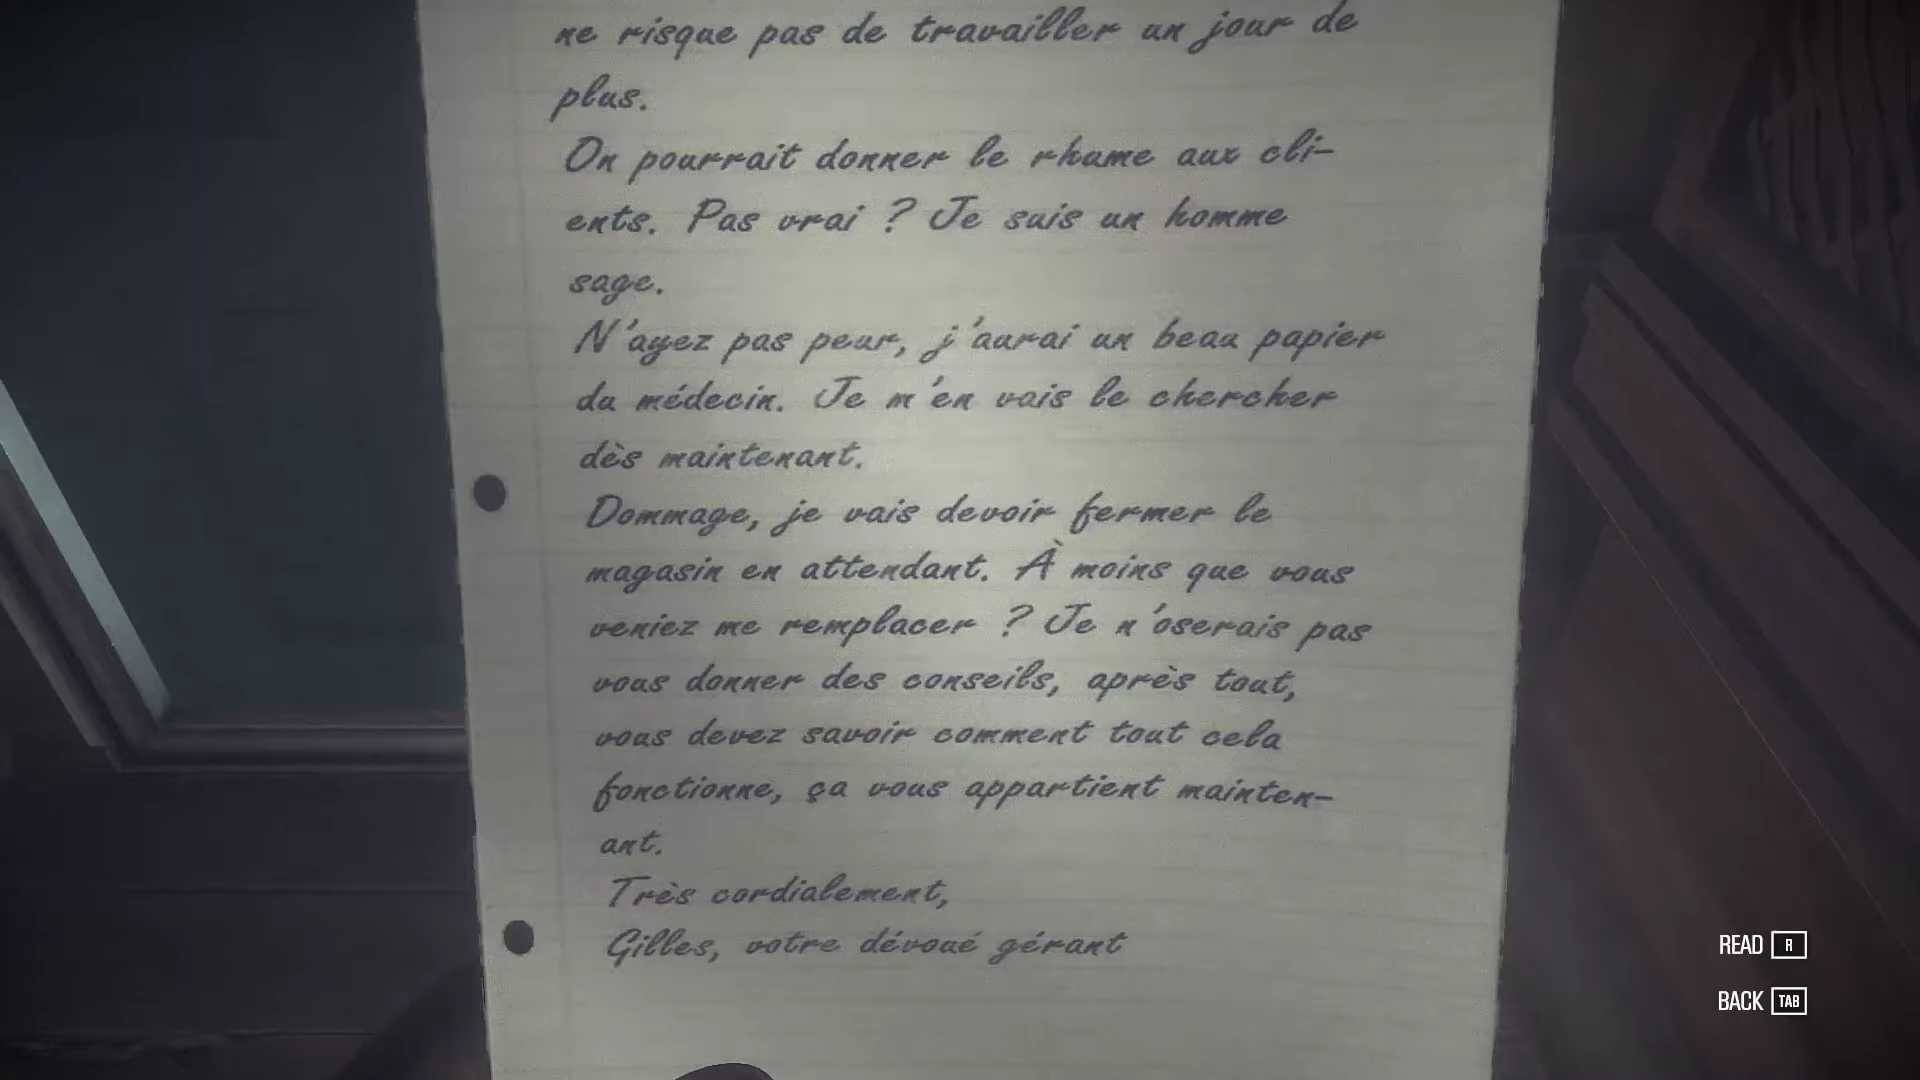 ne risque pas de travailler un jour de
plus.
On pourrait donner le rhume aux cli-
ents. Pas vrai ? Je suis un homme
sage.
N'ayez pas peur, j'aurai un beau papier
du médecin. Je m'en vais le chercher
dès maintenant.
Dommage, je vais devoir fermer le
magasin en attendant. À moins que vous
veniez me remplacer ? Je n'oserais pas
vous donner des conseils, après tout,
vous devez savoir comment tout cela
fonctionne, ça vous appartient mainten-
ant.
Très cordialement,
Gilles, votre dévoué gérant
READ R
BACK TAB